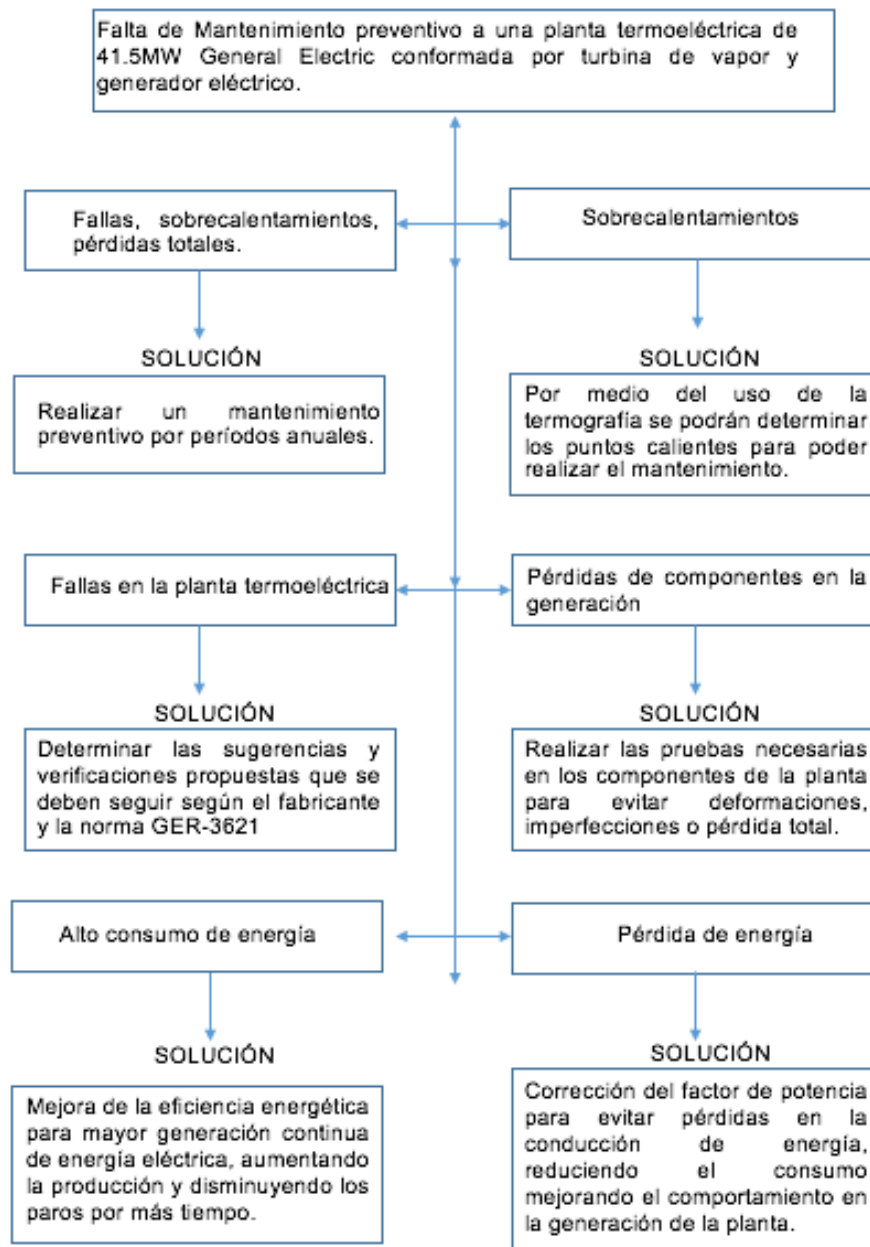 Falta de Mantenimiento preventivo a una planta termoeléctrica de
41.5MW General Electric conformada por turbina de vapor y
generador eléctrico.
Fallas, sobrecalentamientos,
pérdidas totales.
Sobrecalentamientos
SOLUCIÓN
Realizar un mantenimiento
preventivo por períodos anuales.
SOLUCIÓN
Por medio del uso de la
termografía se podrán determinar
los puntos calientes para poder
realizar el mantenimiento.
Fallas en la planta termoeléctrica
Pérdidas de componentes en la
generación
SOLUCIÓN
Determinar las sugerencias y
verificaciones propuestas que se
deben seguir según el fabricante
y la norma GER-3621
SOLUCIÓN
Realizar las pruebas necesarias
en los componentes de la planta
para evitar deformaciones,
imperfecciones o pérdida total.
Alto consumo de energía
Pérdida de energía
SOLUCIÓN
Mejora de la eficiencia energética
para mayor generación continua
de energía eléctrica, aumentando
la producción y disminuyendo los
paros por más tiempo.
SOLUCIÓN
Corrección del factor de potencia
para evitar pérdidas en la
conducción de energía,
reduciendo el consumo
mejorando el comportamiento en
la generación de la planta.